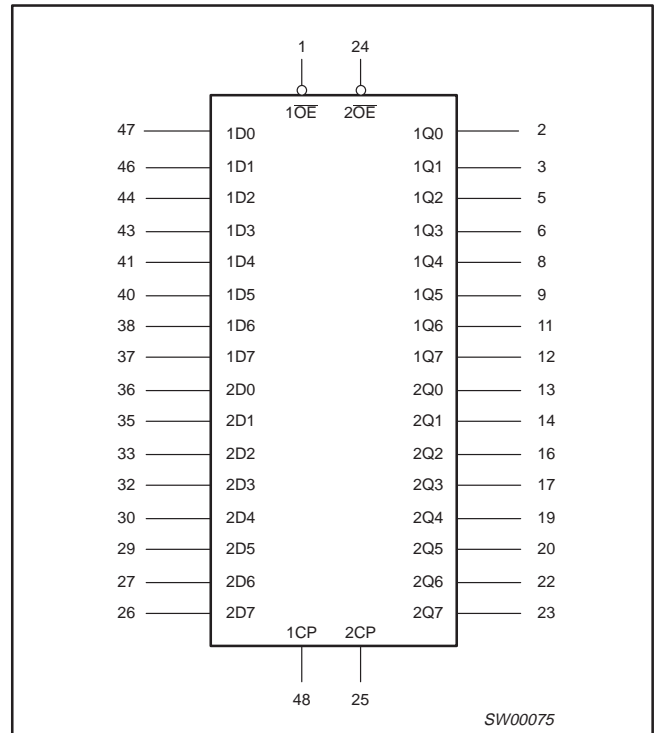 1 24
1O̅E̅ 2O̅E̅
47 1D0 1Q0 2
46 1D1 1Q1 3
44 1D2 1Q2 5
43 1D3 1Q3 6
41 1D4 1Q4 8
40 1D5 1Q5 9
38 1D6 1Q6 11
37 1D7 1Q7 12
36 2D0 2Q0 13
35 2D1 2Q1 14
33 2D2 2Q2 16
32 2D3 2Q3 17
30 2D4 2Q4 19
29 2D5 2Q5 20
27 2D6 2Q6 22
26 2D7 2Q7 23
1CP 2CP
48 25
SW00075